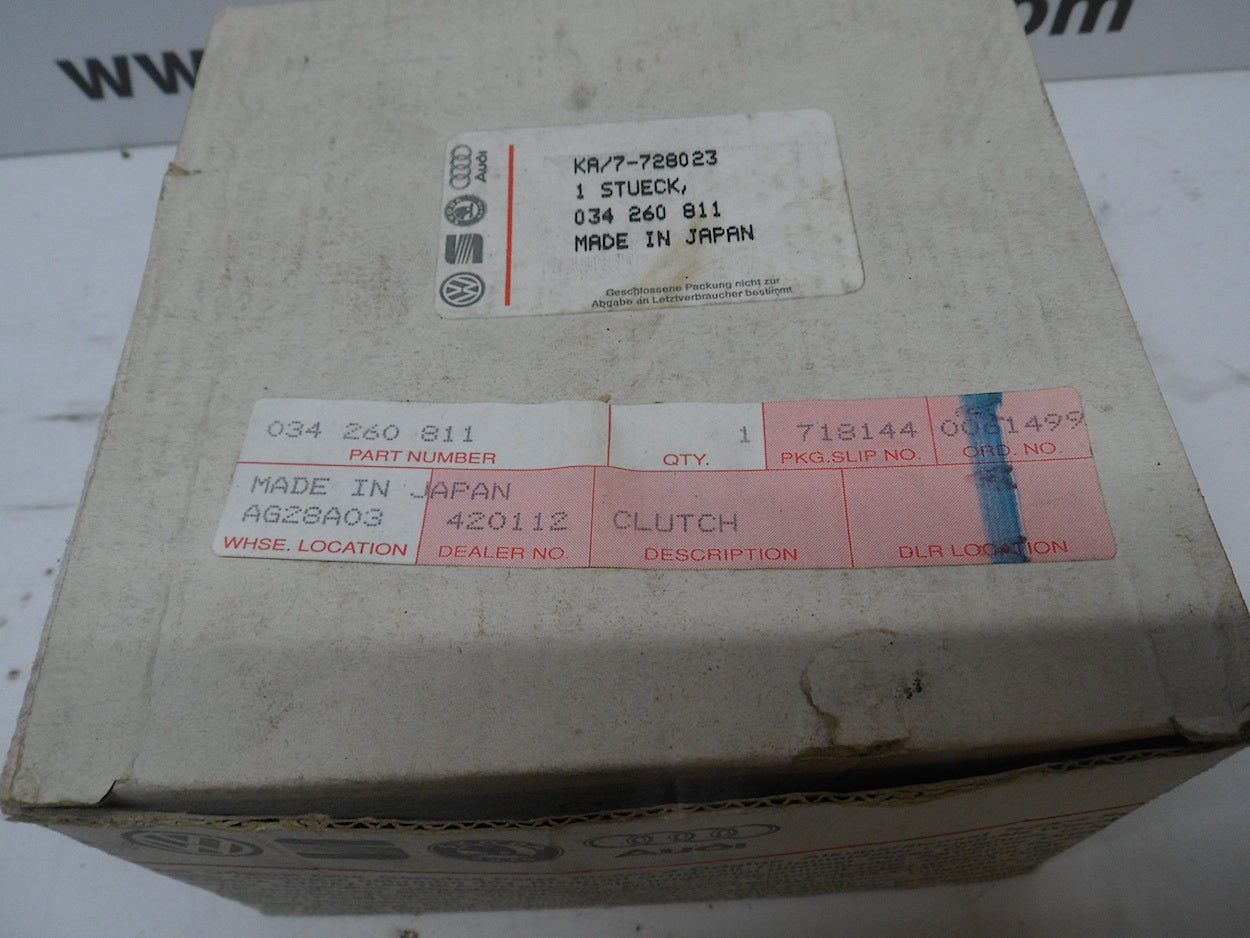 om
Audi
KA/7-728023
1 STUECK,
034 260 811
MADE IN JAPAN
Geschlossene Packung nicht zur
Abgabe an Letztverbraucher bestimmt
034 260 811 1 718144 0061499
PART NUMBER QTY. PKG.SLIP NO. ORD. NO.
MADE IN JAPAN
AG28A03 420112 CLUTCH
WHSE. LOCATION DEALER NO. DESCRIPTION DLR LOCATION
Audi